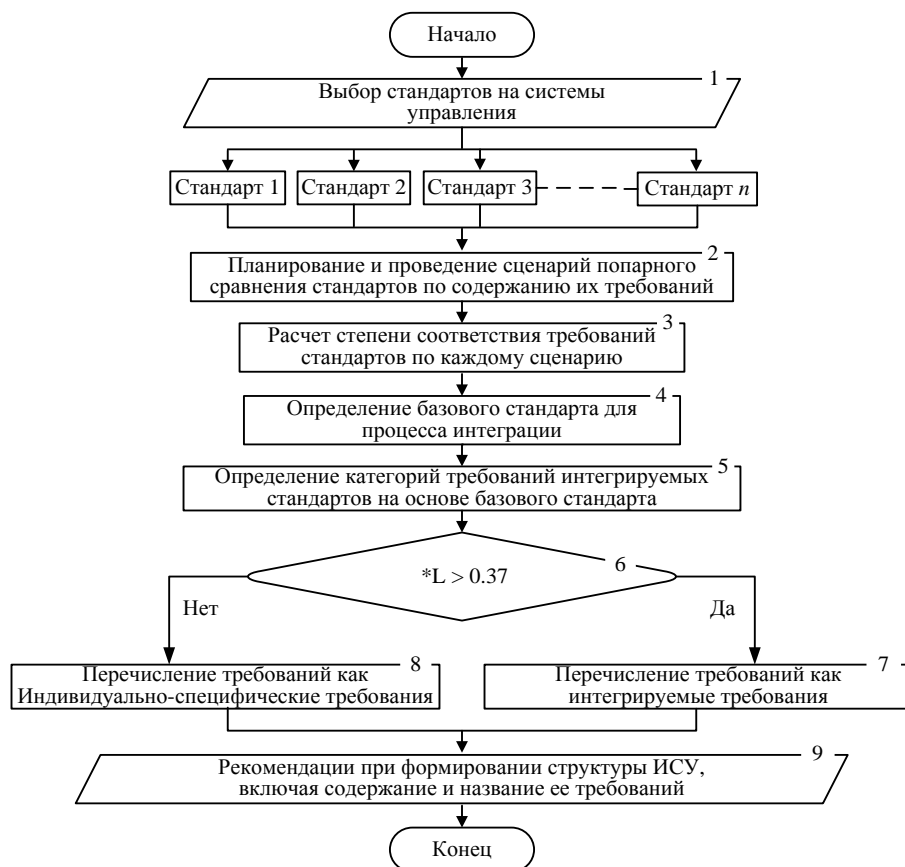 Начало
1
Выбор стандартов на системы
управления
Стандарт 1
Стандарт 2
Стандарт 3
Стандарт n
2
Планирование и проведение сценарий попарного
сравнения стандартов по содержанию их требований
3
Расчет степени соответствия требований
стандартов по каждому сценарию
4
Определение базового стандарта для
процесса интеграции
5
Определение категорий требований интегрируемых
стандартов на основе базового стандарта
6
*L > 0.37
Нет
Да
8
Перечисление требований как
Индивидуально-специфические требования
7
Перечисление требований как
интегрируемые требования
9
Рекомендации при формировании структуры ИСУ,
включая содержание и название ее требований
Конец